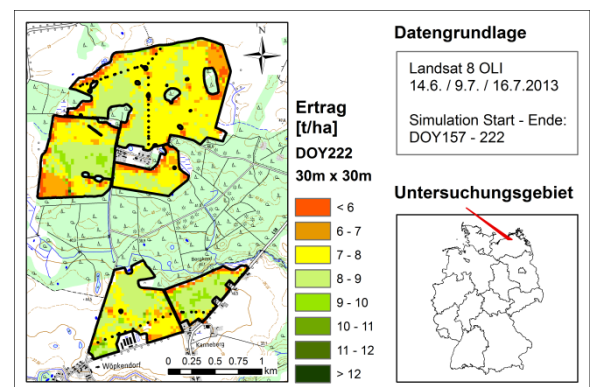 N
Ertrag
[t/ha]
DOY222
30m x 30m
< 6
6 - 7
7 - 8
8 - 9
9 - 10
10 - 11
11 - 12
> 12
Wöpkendorf
Kanneberg
0 0.25 0.5 0.75 1
km
Datengrundlage
Landsat 8 OLI
14.6. / 9.7. / 16.7.2013
Simulation Start - Ende:
DOY157 - 222
Untersuchungsgebiet